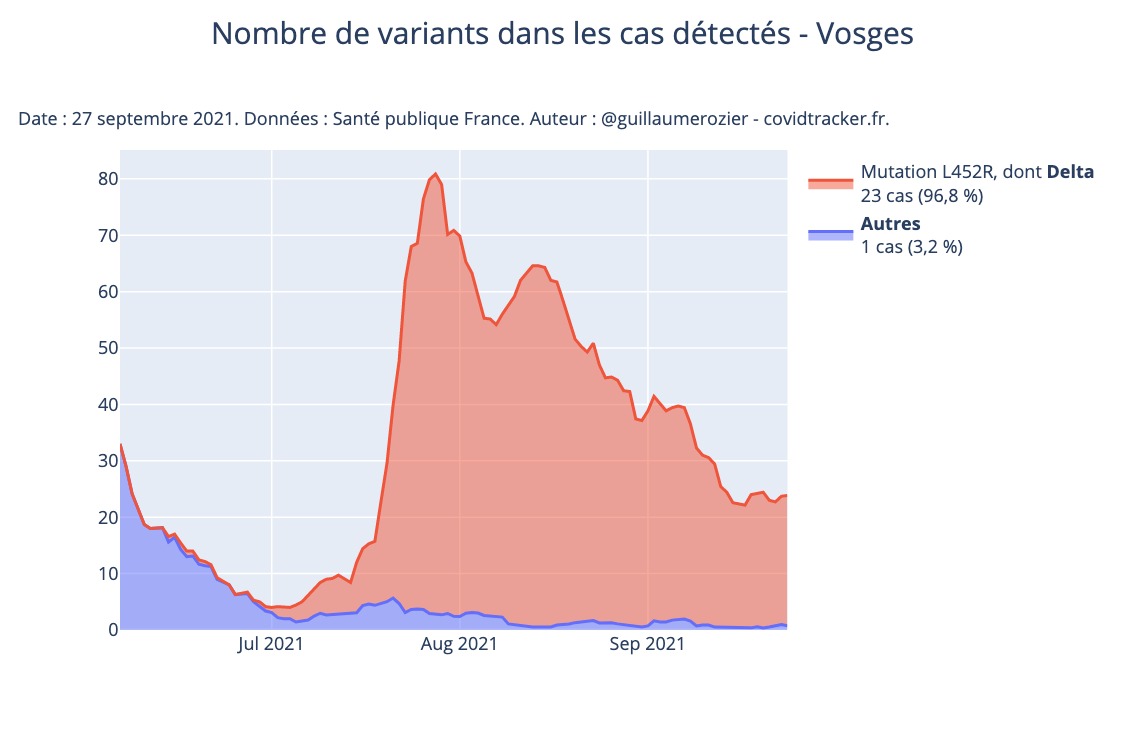 Nombre de variants dans les cas détectés - Vosges
Date : 27 septembre 2021. Données : Santé publique France. Auteur : @guillaumerozier - covidtracker.fr.
80
70
60
50
40
30
20
10
0
Jul 2021
Aug 2021
Sep 2021
Mutation L452R, dont Delta
23 cas (96,8 %)
Autres
1 cas (3,2 %)